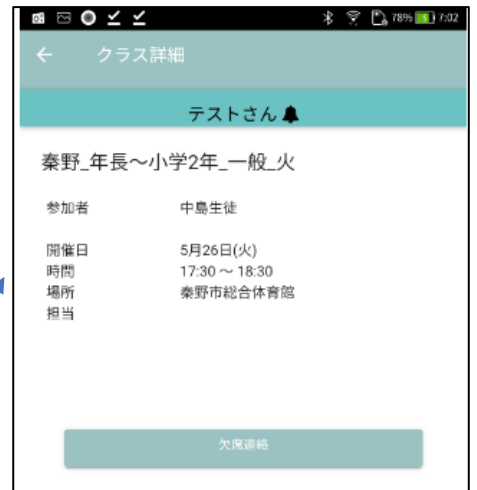 78% 7:02
クラス詳細
テストさん
秦野_年長～小学2年_一般_火
参加者 中島生徒
開催日 5月26日(火)
時間 17:30 ～ 18:30
場所 秦野市総合体育館
担当
欠席連絡